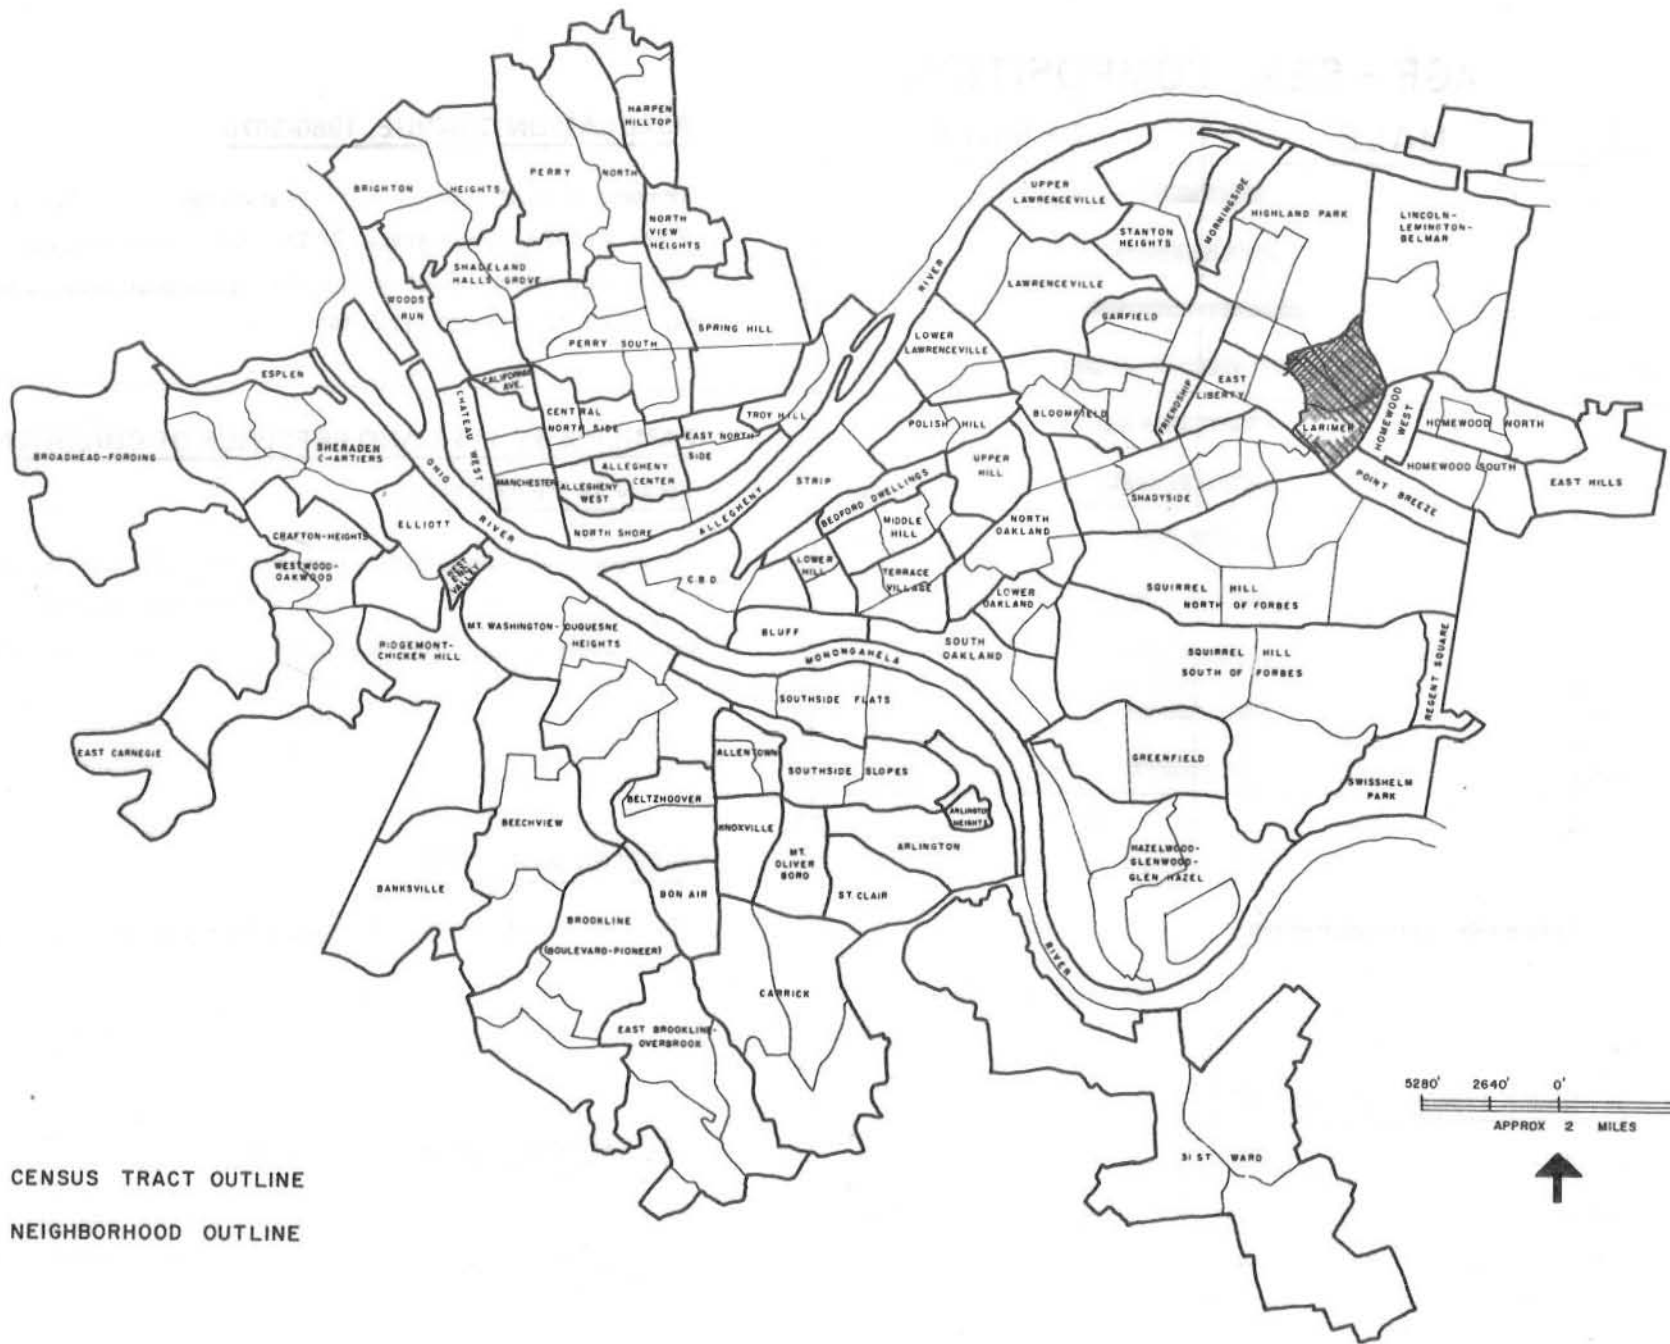 HARPEN
HILLTOP
PERRY NORTH
BRIGHTON HEIGHTS
NORTH
VIEW
HEIGHTS
SHADELAND
HALLS GROVE
WOODS
RUN
SPRING HILL
PERRY SOUTH
CALIFORNIA
AVE.
ESPLEN
CHATEAU WEST
CENTRAL
NORTH SIDE
TROY HILL
EAST NORTH
SIDE
ALLEGHENY
CENTER
MANCHESTER
ALLEGHENY
WEST
NORTH SHORE
BROADHEAD-FORDING
SHERADEN
CHARTIERS
OHIO
RIVER
ALLEGHENY
RIVER
STRIP
UPPER
LAWRENCEVILLE
STANTON
HEIGHTS
MORNINGSIDE
HIGHLAND PARK
LINCOLN-
LEMINGTON-
BELMAR
LAWRENCEVILLE
GARFIELD
LOWER
LAWRENCEVILLE
EAST
LIBERTY
FRIENDSHIP
BLOOMFIELD
LARIMER
HOMEWOOD
WEST
HOMEWOOD NORTH
HOMEWOOD SOUTH
EAST HILLS
POINT BREEZE
POLISH HILL
UPPER
HILL
BEDFORD DWELLINGS
MIDDLE
HILL
SHADYSIDE
NORTH
OAKLAND
LOWER
HILL
TERRACE
VILLAGE
LOWER
OAKLAND
C.B.D.
BLUFF
SOUTH
OAKLAND
SQUIRREL HILL
NORTH OF FORBES
SQUIRREL HILL
SOUTH OF FORBES
REGENT SQUARE
ELLIOTT
CRAFTON-HEIGHTS
WESTWOOD-
OAKWOOD
WEST
END
VALLEY
MT. WASHINGTON-DUQUESNE
HEIGHTS
RIDGEMONT-
CHICKEN HILL
MONONGAHELA
RIVER
SOUTHSIDE FLATS
EAST CARNEGIE
ALLENTOWN
SOUTHSIDE SLOPES
GREENFIELD
SWISSHELM
PARK
BELTZHOOVER
ARLINGTON
HEIGHTS
BEECHVIEW
KNOXVILLE
MT.
OLIVER
BORO
ARLINGTON
HAZELWOOD-
GLENWOOD-
GLEN HAZEL
BANKSVILLE
BON AIR
ST. CLAIR
BROOKLINE
(BOULEVARD-PIONEER)
CARRICK
EAST BROOKLINE-
OVERBROOK
31 ST WARD
5280' 2640' 0'
APPROX 2 MILES
CENSUS TRACT OUTLINE
NEIGHBORHOOD OUTLINE